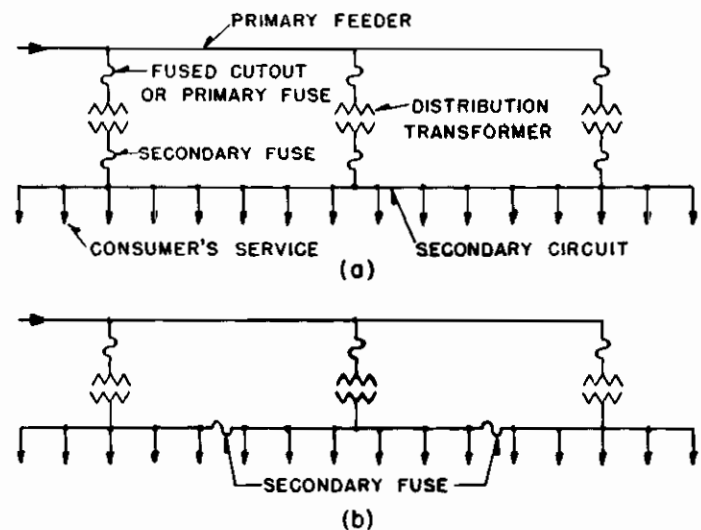 PRIMARY FEEDER
FUSED CUTOUT
OR PRIMARY FUSE
DISTRIBUTION
TRANSFORMER
SECONDARY FUSE
CONSUMER'S SERVICE
SECONDARY CIRCUIT
(a)
SECONDARY FUSE
(b)